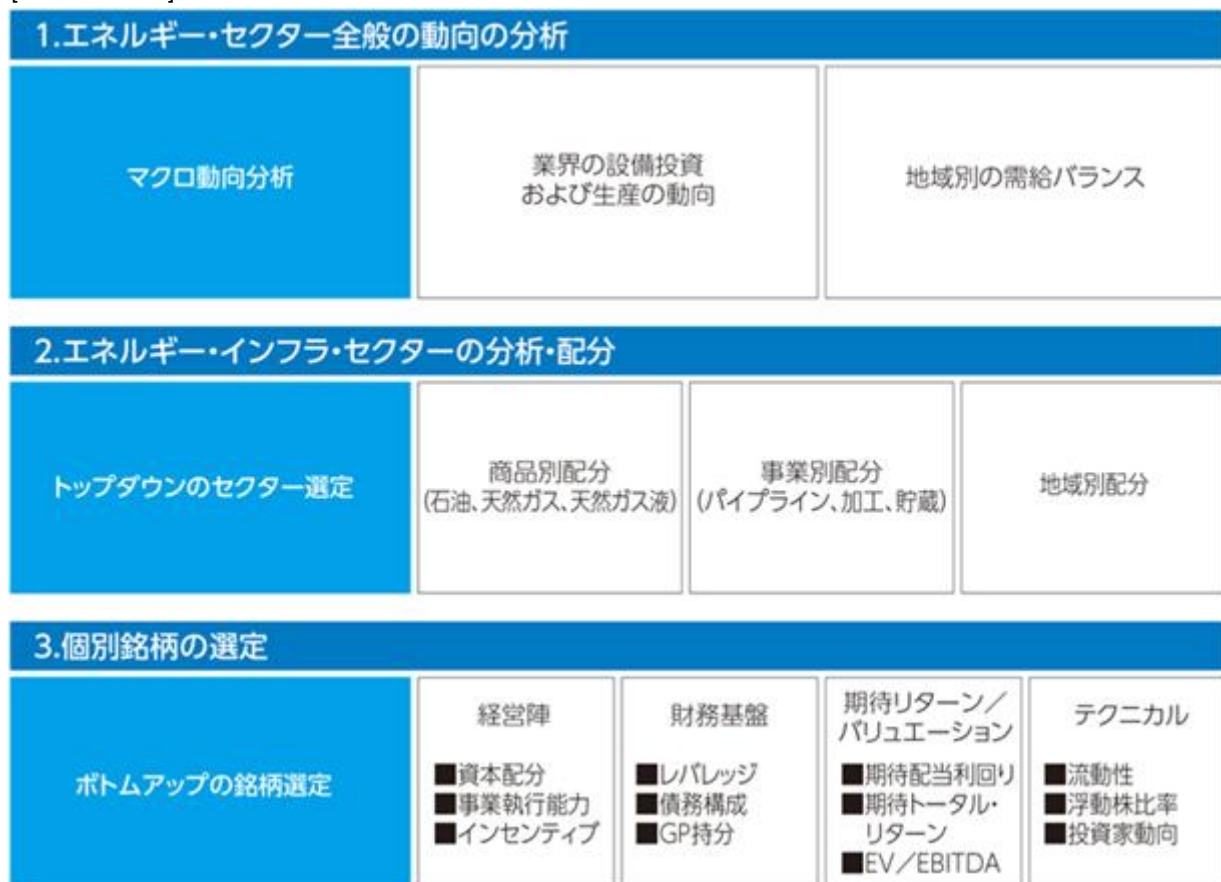 1.エネルギー・セクター全般の動向の分析
マクロ動向分析
業界の設備投資
および生産の動向
地域別の需給バランス
2.エネルギー・インフラ・セクターの分析・配分
トップダウンのセクター選定
商品別配分
(石油、天然ガス、天然ガス液)
事業別配分
(パイプライン、加工、貯蔵)
地域別配分
3.個別銘柄の選定
ボトムアップの銘柄選定
経営陣
■資本配分
■事業執行能力
■インセンティブ
財務基盤
■レバレッジ
■債務構成
■GP持分
期待リターン／
バリュエーション
■期待配当利回り
■期待トータル・
リターン
■EV／EBITDA
テクニカル
■流動性
■浮動株比率
■投資家動向